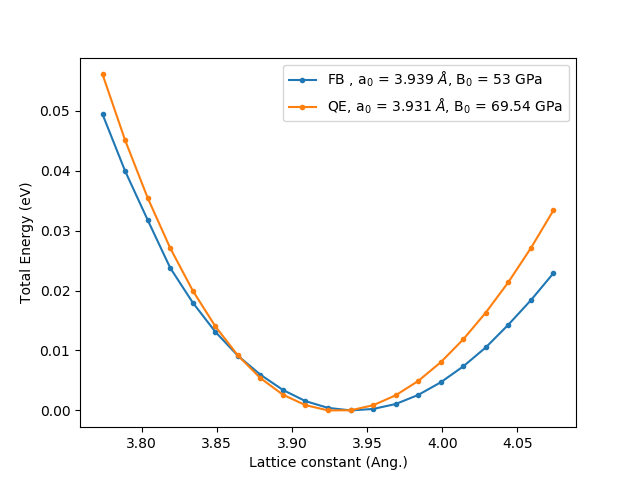 FB , a₀ = 3.939 Å, B₀ = 53 GPa
QE, a₀ = 3.931 Å, B₀ = 69.54 GPa
Total Energy (eV)
0.05
0.04
0.03
0.02
0.01
0.00
3.80 3.85 3.90 3.95 4.00 4.05
Lattice constant (Ang.)